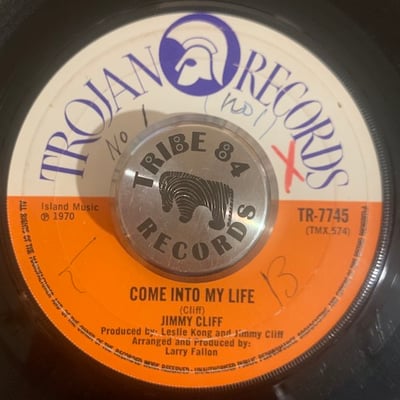 TROJAN RECORDS
No 1
(no 1)
X
TRIBE 84
RECORDS
Island Music
℗ 1970
TR-7745
(TMX.574)
B
COME INTO MY LIFE
(Cliff)
JIMMY CLIFF
Produced by: Leslie Kong and Jimmy Cliff
Arranged and Produced by:
Larry Fallon